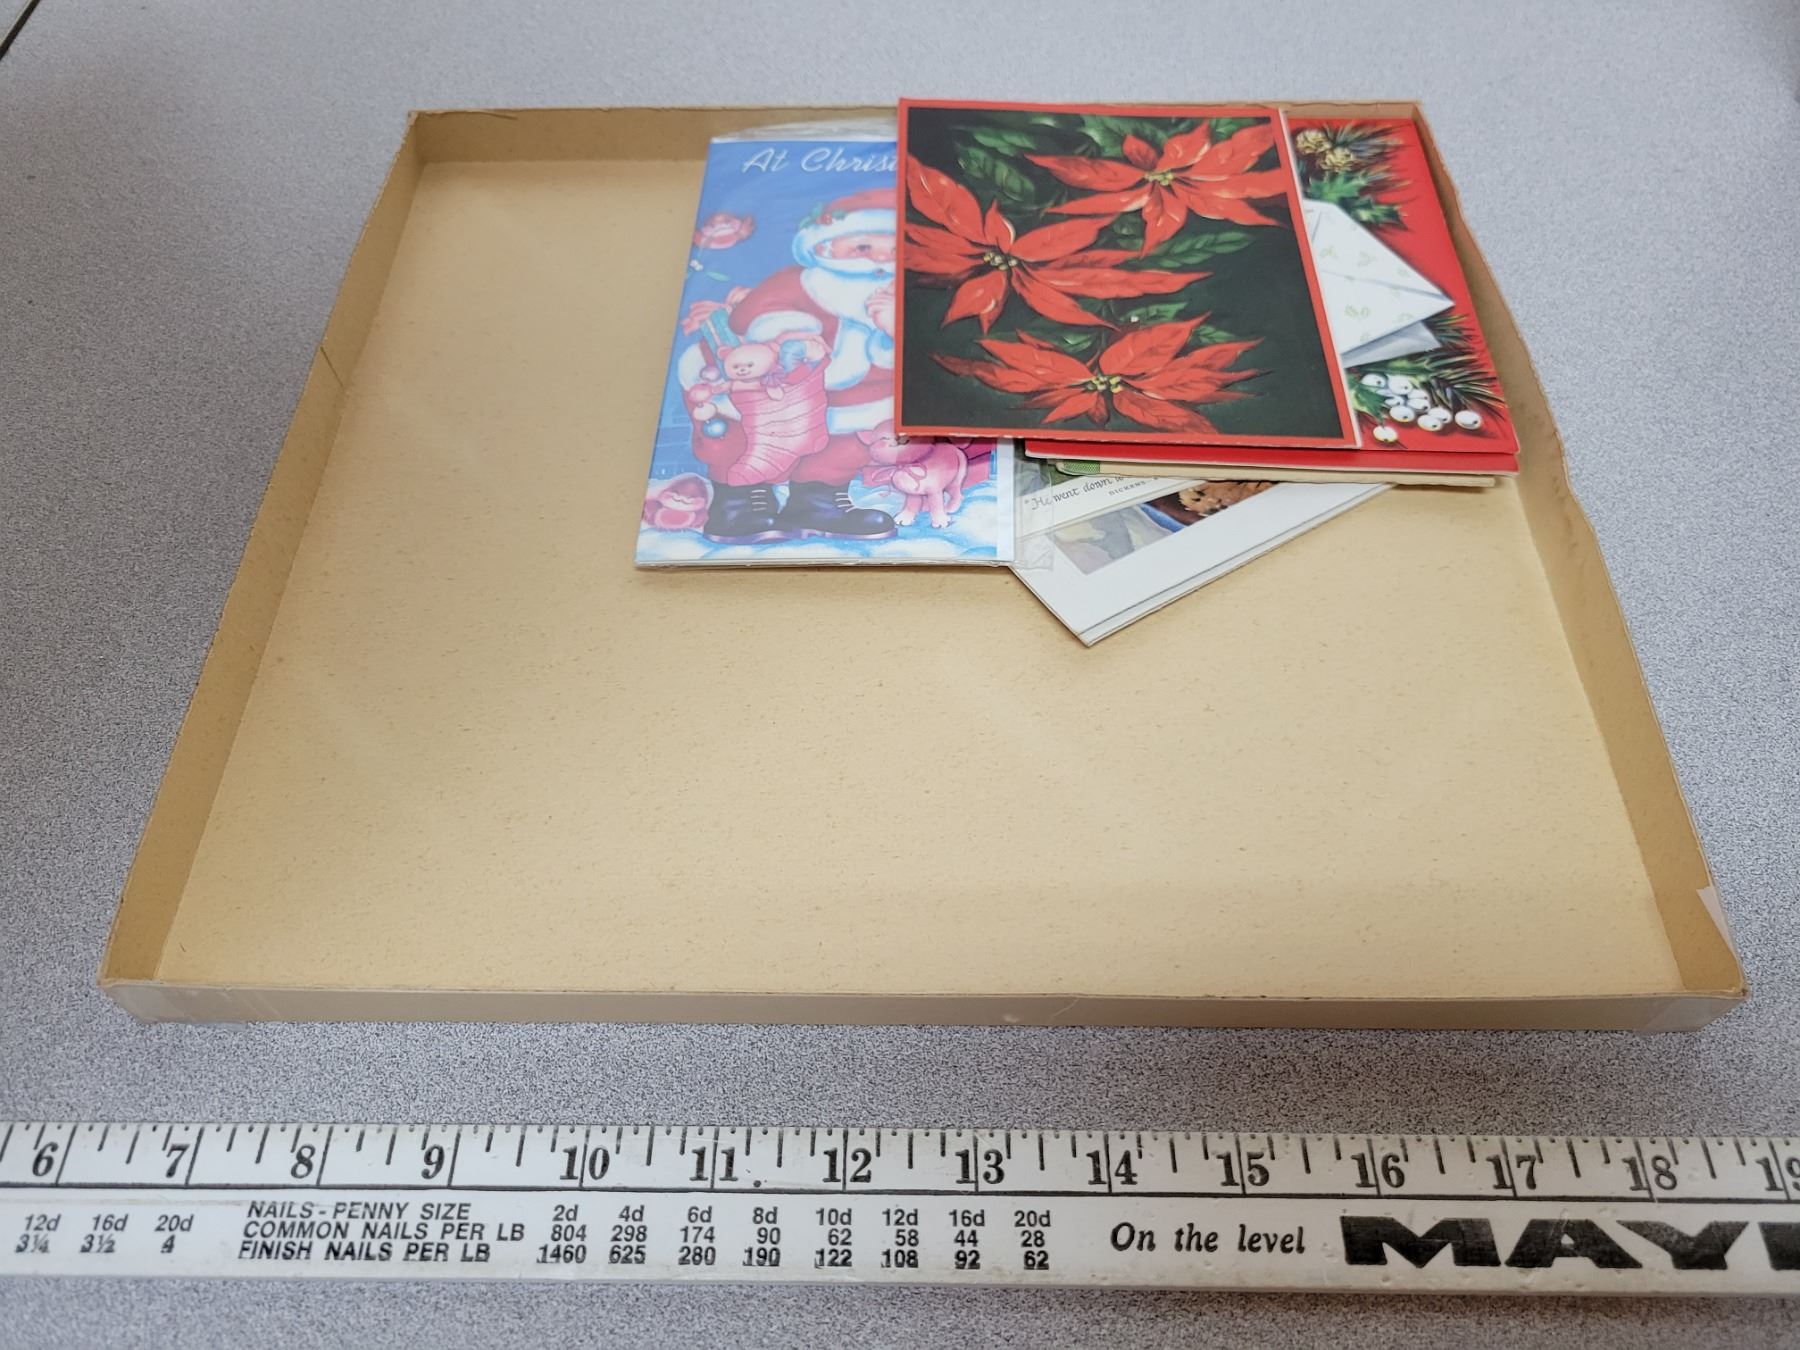 At Chris
"He went down
DICKENS
6 7 8 9 10 11 12 13 14 15 16 17 18 19
12d 16d 20d
3¼ 3½ 4
NAILS - PENNY SIZE 2d 4d 6d 8d 10d 12d 16d 20d
COMMON NAILS PER LB 804 298 174 90 62 58 44 28
FINISH NAILS PER LB 1460 625 280 190 122 108 92 62
On the level
MAY